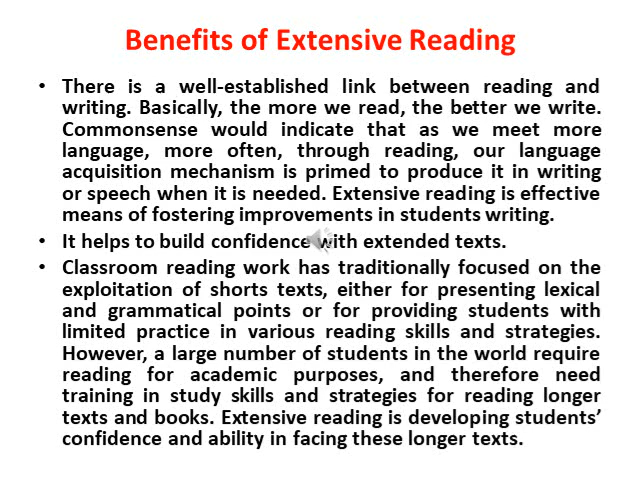 Benefits of Extensive Reading
• There is a well-established link between reading and
writing. Basically, the more we read, the better we write.
Commonsense would indicate that as we meet more
language, more often, through reading, our language
acquisition mechanism is primed to produce it in writing
or speech when it is needed. Extensive reading is effective
means of fostering improvements in students writing.
• It helps to build confidence with extended texts.
• Classroom reading work has traditionally focused on the
exploitation of shorts texts, either for presenting lexical
and grammatical points or for providing students with
limited practice in various reading skills and strategies.
However, a large number of students in the world require
reading for academic purposes, and therefore need
training in study skills and strategies for reading longer
texts and books. Extensive reading is developing students’
confidence and ability in facing these longer texts.